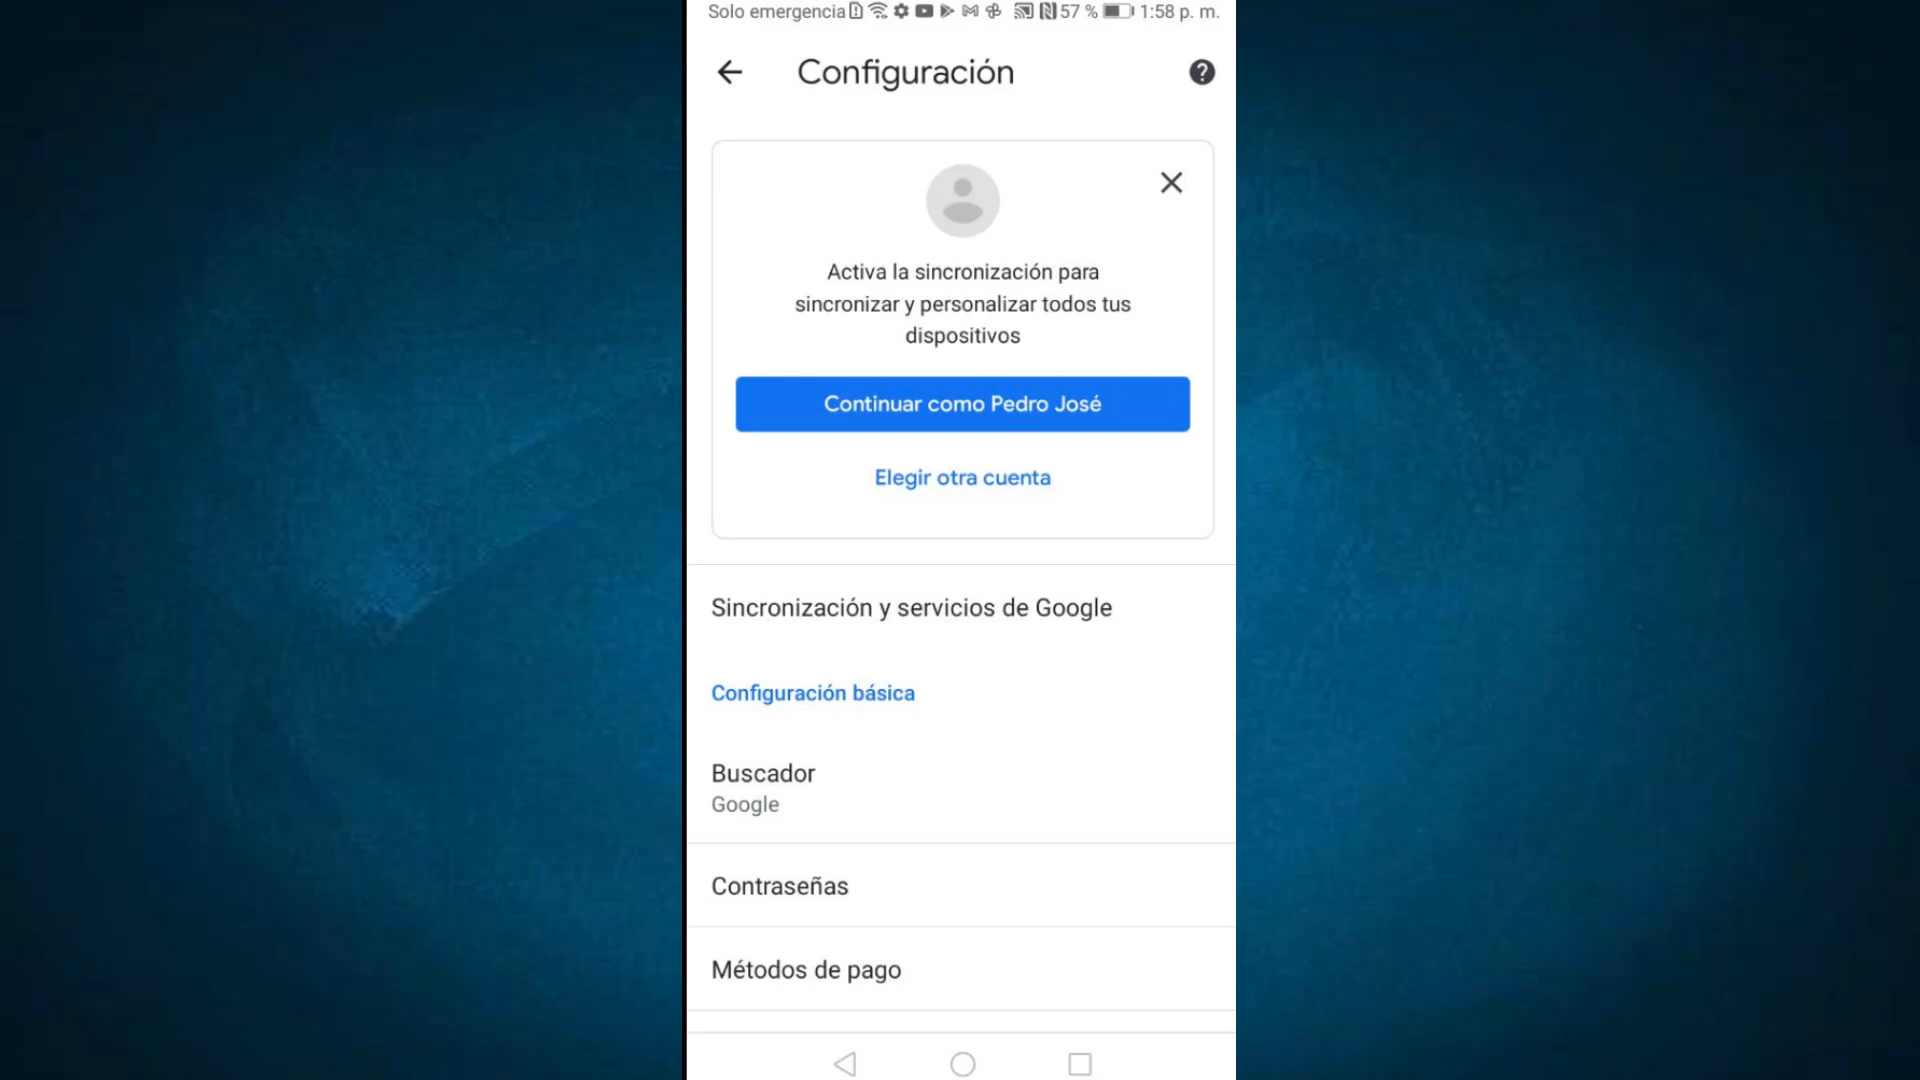 Solo emergencia 57 % 1:58 p. m.
Configuración
Activa la sincronización para
sincronizar y personalizar todos tus
dispositivos
Continuar como Pedro José
Elegir otra cuenta
Sincronización y servicios de Google
Configuración básica
Buscador
Google
Contraseñas
Métodos de pago